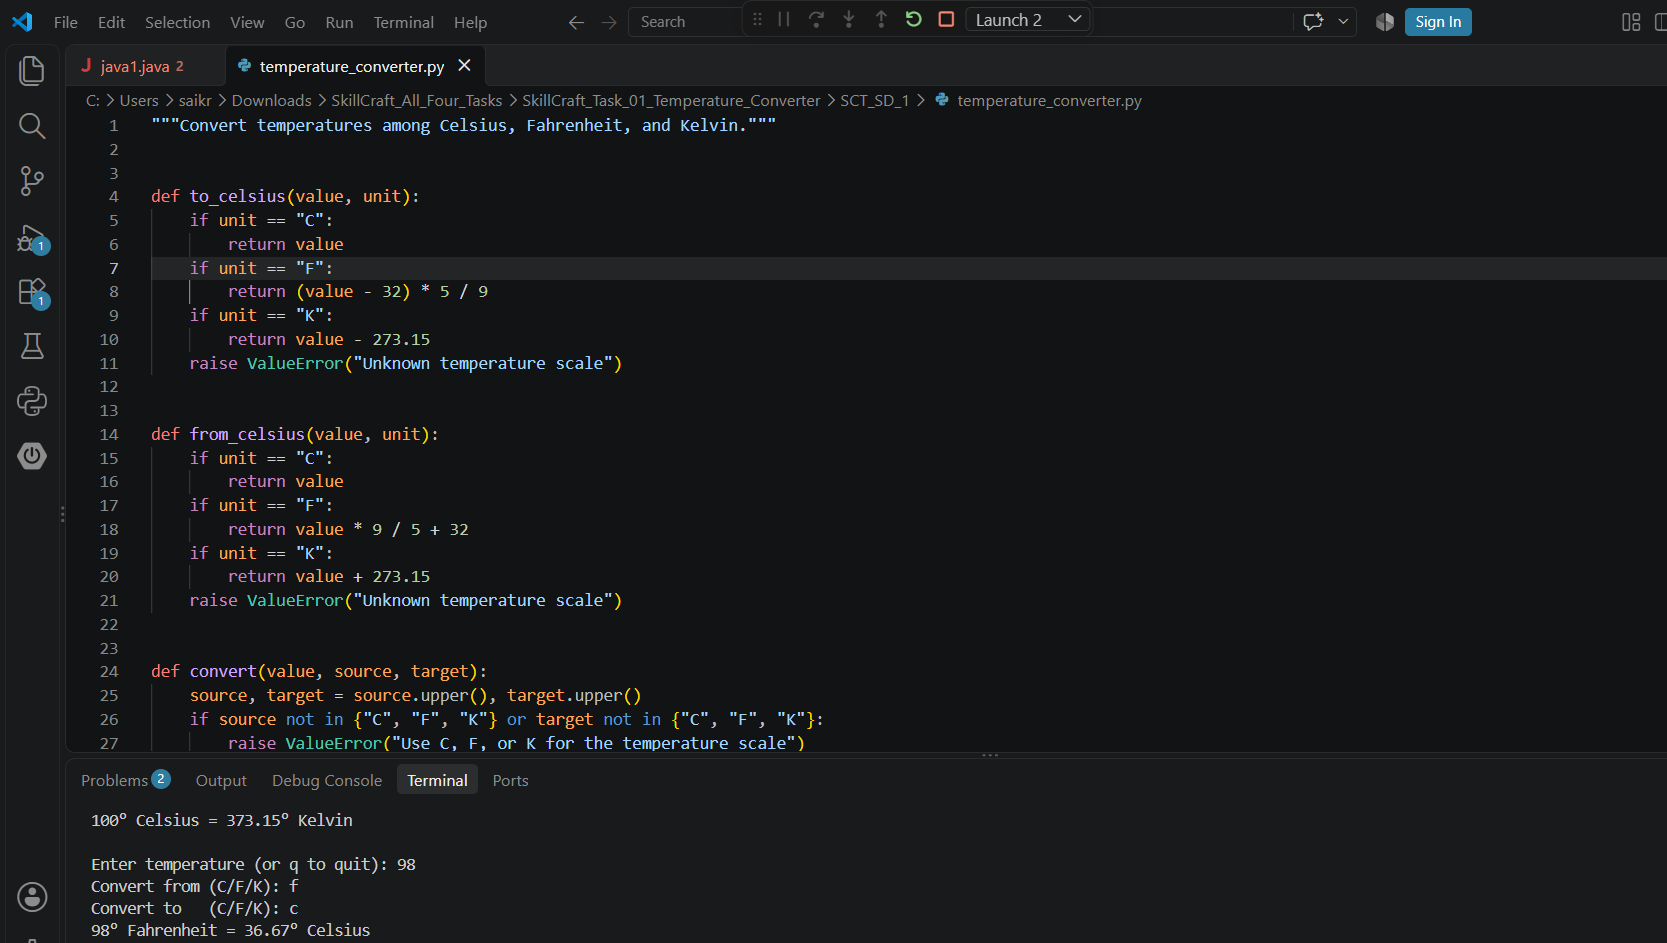 File Edit Selection View Go Run Terminal Help Search Launch 2 Sign In
J java1.java 2 temperature_converter.py
C: > Users > saikr > Downloads > SkillCraft_All_Four_Tasks > SkillCraft_Task_01_Temperature_Converter > SCT_SD_1 > temperature_converter.py
1 """Convert temperatures among Celsius, Fahrenheit, and Kelvin."""
2
3
4 def to_celsius(value, unit):
5     if unit == "C":
6         return value
7     if unit == "F":
8         return (value - 32) * 5 / 9
9     if unit == "K":
10         return value - 273.15
11     raise ValueError("Unknown temperature scale")
12
13
14 def from_celsius(value, unit):
15     if unit == "C":
16         return value
17     if unit == "F":
18         return value * 9 / 5 + 32
19     if unit == "K":
20         return value + 273.15
21     raise ValueError("Unknown temperature scale")
22
23
24 def convert(value, source, target):
25     source, target = source.upper(), target.upper()
26     if source not in {"C", "F", "K"} or target not in {"C", "F", "K"}:
27         raise ValueError("Use C, F, or K for the temperature scale")
Problems 2 Output Debug Console Terminal Ports
100° Celsius = 373.15° Kelvin
Enter temperature (or q to quit): 98
Convert from (C/F/K): f
Convert to   (C/F/K): c
98° Fahrenheit = 36.67° Celsius
1
1